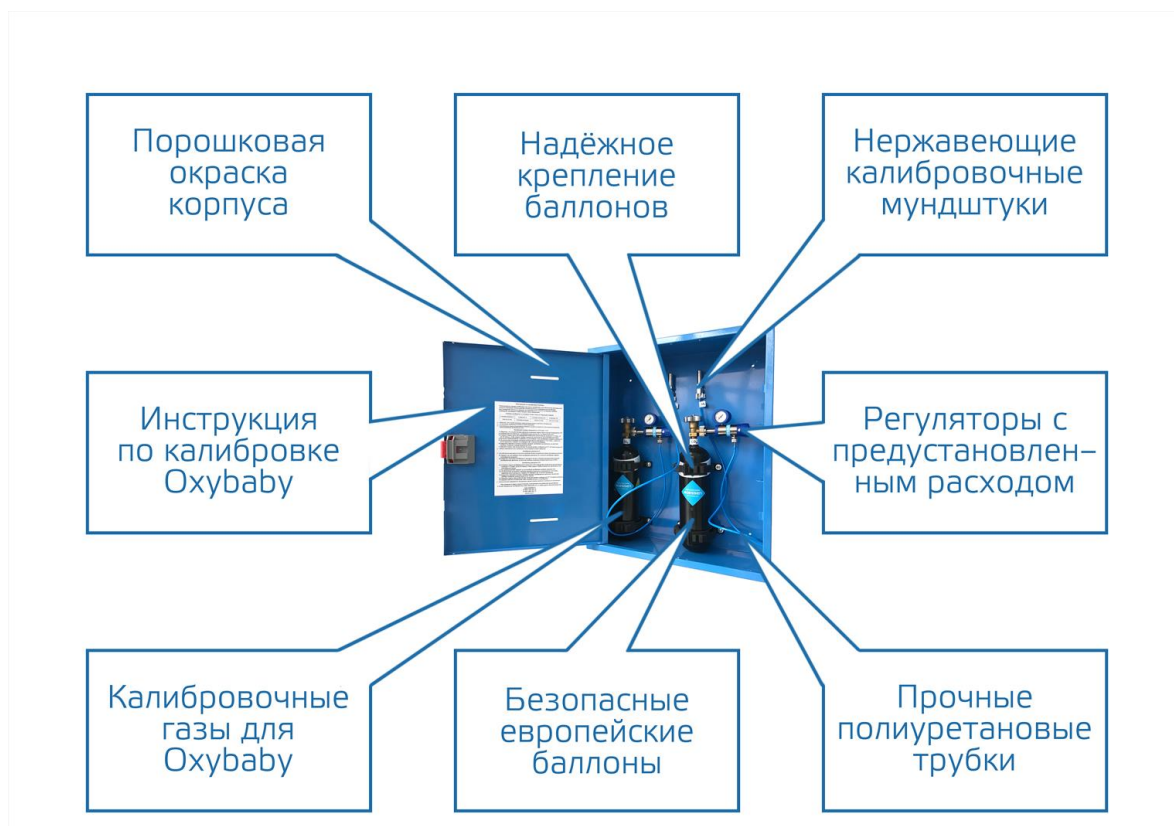 Порошковая
окраска
корпуса
Надёжное
крепление
баллонов
Нержавеющие
калибровочные
мундштуки
Инструкция
по калибровке
Oxybaby
Регуляторы с
предустановлен-
ным расходом
Калибровочные
газы для
Oxybaby
Безопасные
европейские
баллоны
Прочные
полиуретановые
трубки